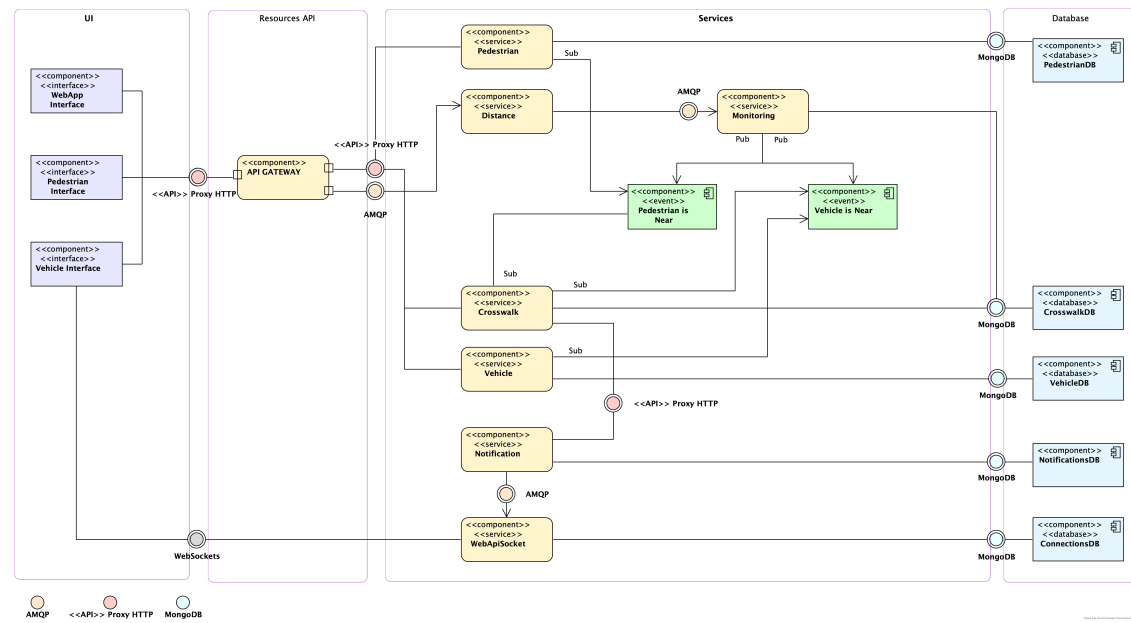 UI
Resources API
Services
Database
<<component>>
<<interface>>
WebApp
Interface
<<component>>
<<interface>>
Pedestrian
Interface
<<component>>
<<interface>>
Vehicle Interface
<<API>> Proxy HTTP
<<component>>
API GATEWAY
<<API>> Proxy HTTP
AMQP
<<component>>
<<service>>
Pedestrian
Sub
<<component>>
<<service>>
Distance
AMQP
<<component>>
<<service>>
Monitoring
Pub
Pub
<<component>>
<<event>>
Pedestrian is
Near
<<component>>
<<event>>
Vehicle is Near
Sub
Sub
<<component>>
<<service>>
Crosswalk
Sub
<<component>>
<<service>>
Vehicle
<<API>> Proxy HTTP
<<component>>
<<service>>
Notification
AMQP
<<component>>
<<service>>
WebApiSocket
WebSockets
MongoDB
<<component>>
<<database>>
PedestrianDB
MongoDB
<<component>>
<<database>>
CrosswalkDB
MongoDB
<<component>>
<<database>>
VehicleDB
MongoDB
<<component>>
<<database>>
NotificationsDB
MongoDB
<<component>>
<<database>>
ConnectionsDB
AMQP
<<API>> Proxy HTTP
MongoDB